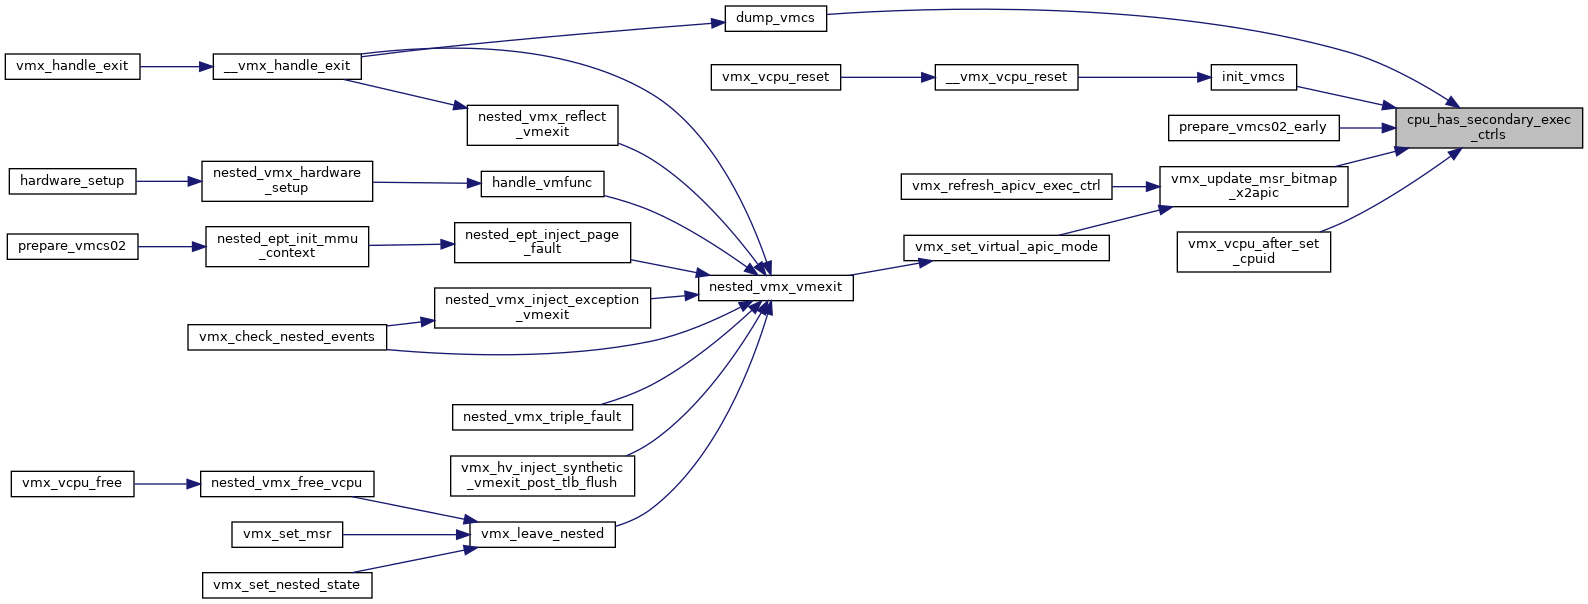 dump_vmcs
vmx_handle_exit
__vmx_handle_exit
vmx_vcpu_reset
__vmx_vcpu_reset
init_vmcs
cpu_has_secondary_exec
_ctrls
nested_vmx_reflect
_vmexit
prepare_vmcs02_early
hardware_setup
nested_vmx_hardware
_setup
handle_vmfunc
vmx_refresh_apicv_exec_ctrl
vmx_update_msr_bitmap
_x2apic
prepare_vmcs02
nested_ept_init_mmu
_context
nested_ept_inject_page
_fault
vmx_set_virtual_apic_mode
vmx_vcpu_after_set
_cpuid
nested_vmx_vmexit
nested_vmx_inject_exception
_vmexit
vmx_check_nested_events
nested_vmx_triple_fault
vmx_hv_inject_synthetic
_vmexit_post_tlb_flush
vmx_vcpu_free
nested_vmx_free_vcpu
vmx_set_msr
vmx_leave_nested
vmx_set_nested_state